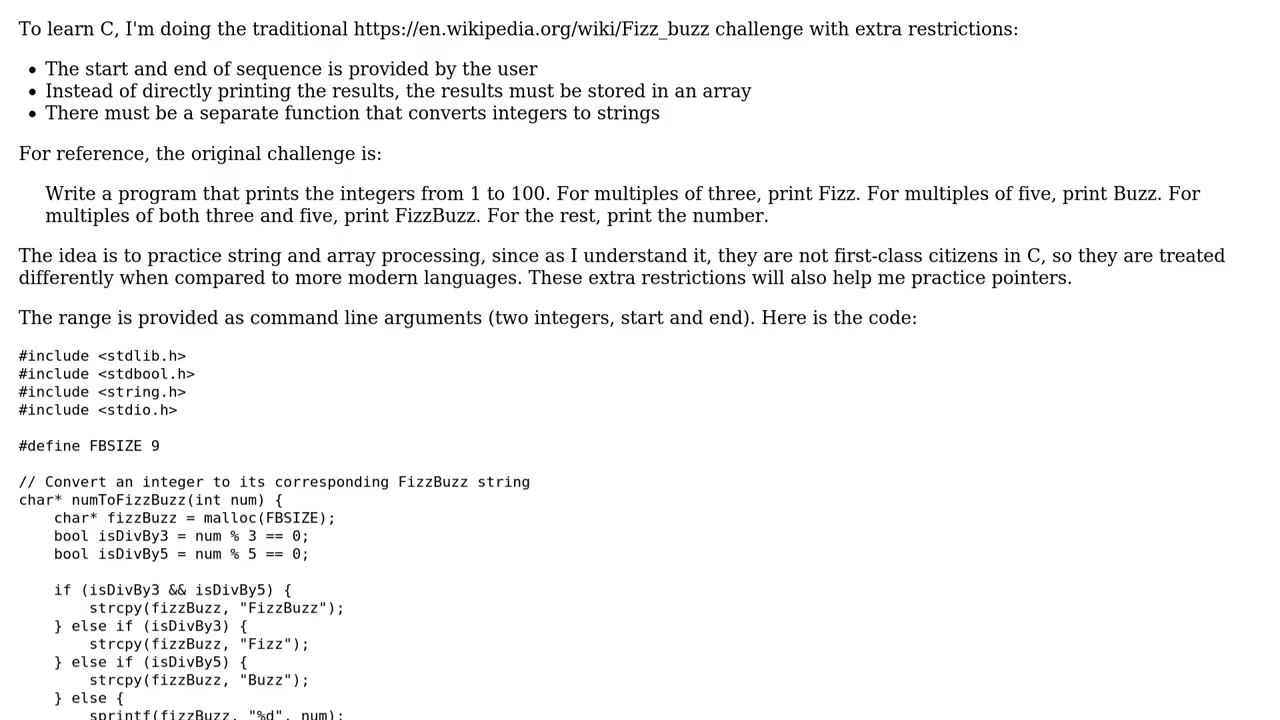 To learn C, I'm doing the traditional https://en.wikipedia.org/wiki/Fizz_buzz challenge with extra restrictions:
• The start and end of sequence is provided by the user
• Instead of directly printing the results, the results must be stored in an array
• There must be a separate function that converts integers to strings
For reference, the original challenge is:
Write a program that prints the integers from 1 to 100. For multiples of three, print Fizz. For multiples of five, print Buzz. For
multiples of both three and five, print FizzBuzz. For the rest, print the number.
The idea is to practice string and array processing, since as I understand it, they are not first-class citizens in C, so they are treated
differently when compared to more modern languages. These extra restrictions will also help me practice pointers.
The range is provided as command line arguments (two integers, start and end). Here is the code:
#include <stdlib.h>
#include <stdbool.h>
#include <string.h>
#include <stdio.h>
#define FBSIZE 9
// Convert an integer to its corresponding FizzBuzz string
char* numToFizzBuzz(int num) {
    char* fizzBuzz = malloc(FBSIZE);
    bool isDivBy3 = num % 3 == 0;
    bool isDivBy5 = num % 5 == 0;
    if (isDivBy3 && isDivBy5) {
        strcpy(fizzBuzz, "FizzBuzz");
    } else if (isDivBy3) {
        strcpy(fizzBuzz, "Fizz");
    } else if (isDivBy5) {
        strcpy(fizzBuzz, "Buzz");
    } else {
        sprintf(fizzBuzz, "%d", num);